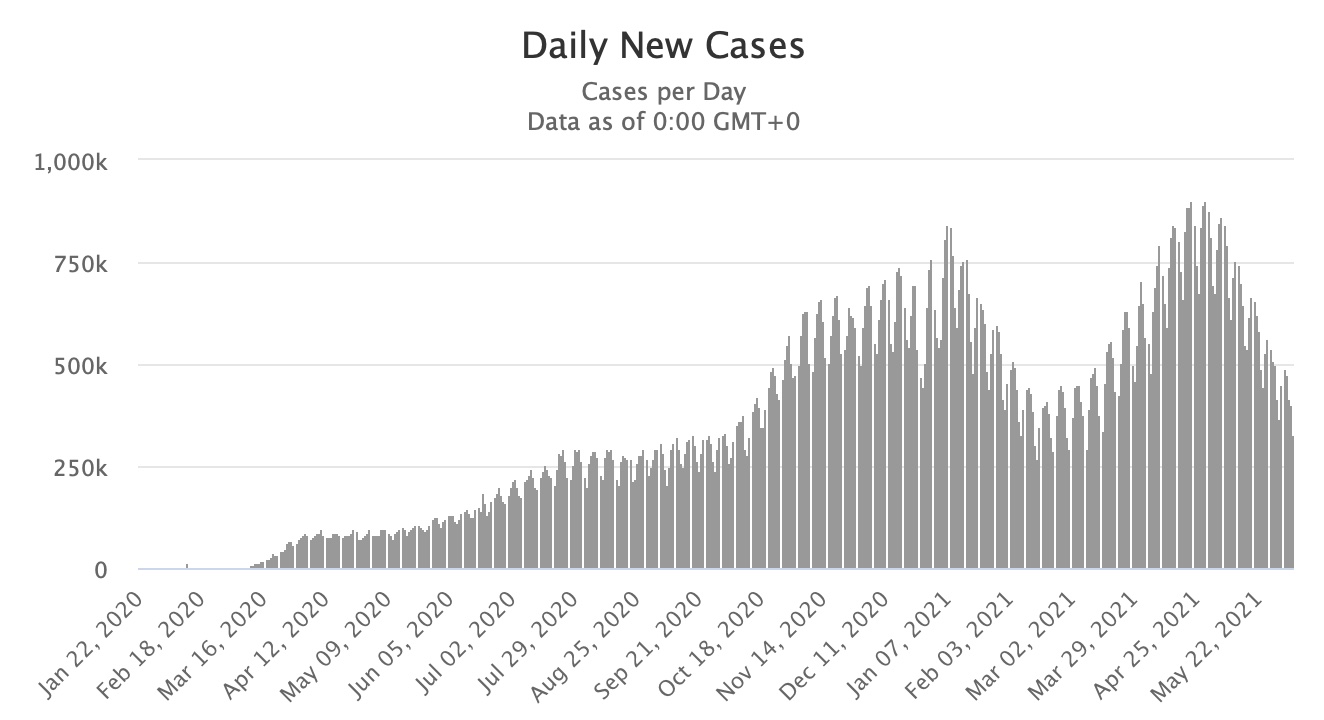 Daily New Cases
Cases per Day
Data as of 0:00 GMT+0
1,000k
750k
500k
250k
0
Jan 22, 2020
Feb 18, 2020
Mar 16, 2020
Apr 12, 2020
May 09, 2020
Jun 05, 2020
Jul 02, 2020
Jul 29, 2020
Aug 25, 2020
Sep 21, 2020
Oct 18, 2020
Nov 14, 2020
Dec 11, 2020
Jan 07, 2021
Feb 03, 2021
Mar 02, 2021
Mar 29, 2021
Apr 25, 2021
May 22, 2021